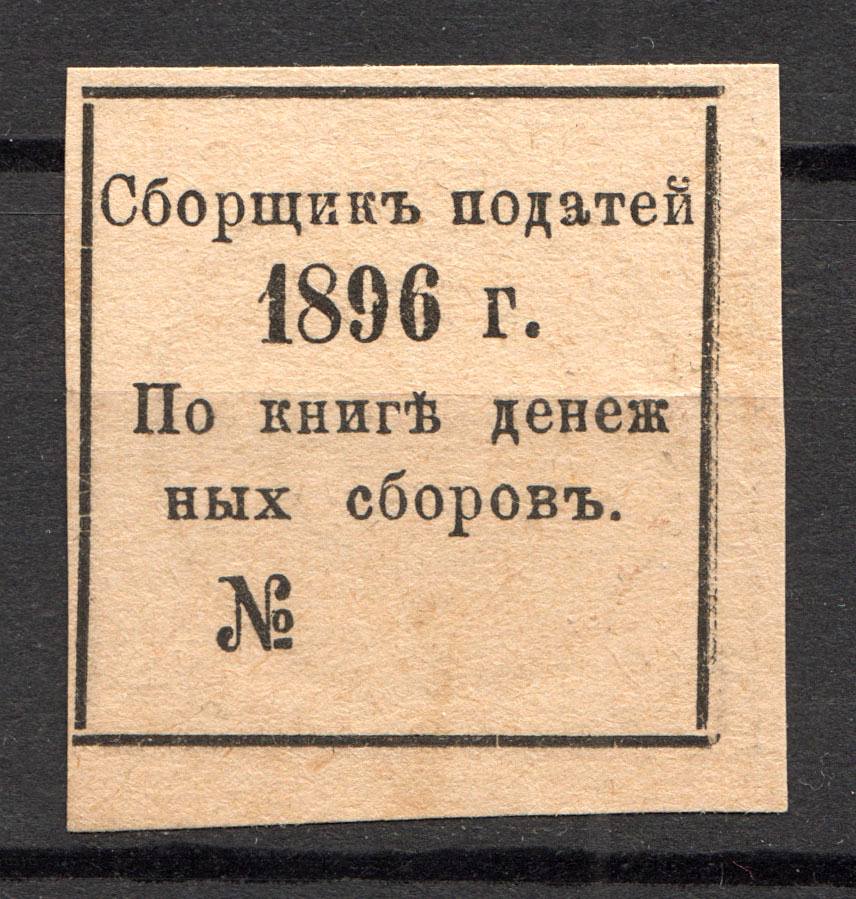 Сборщикъ податей
1896 г.
По книгѣ денеж
ныхъ сборовъ.
№